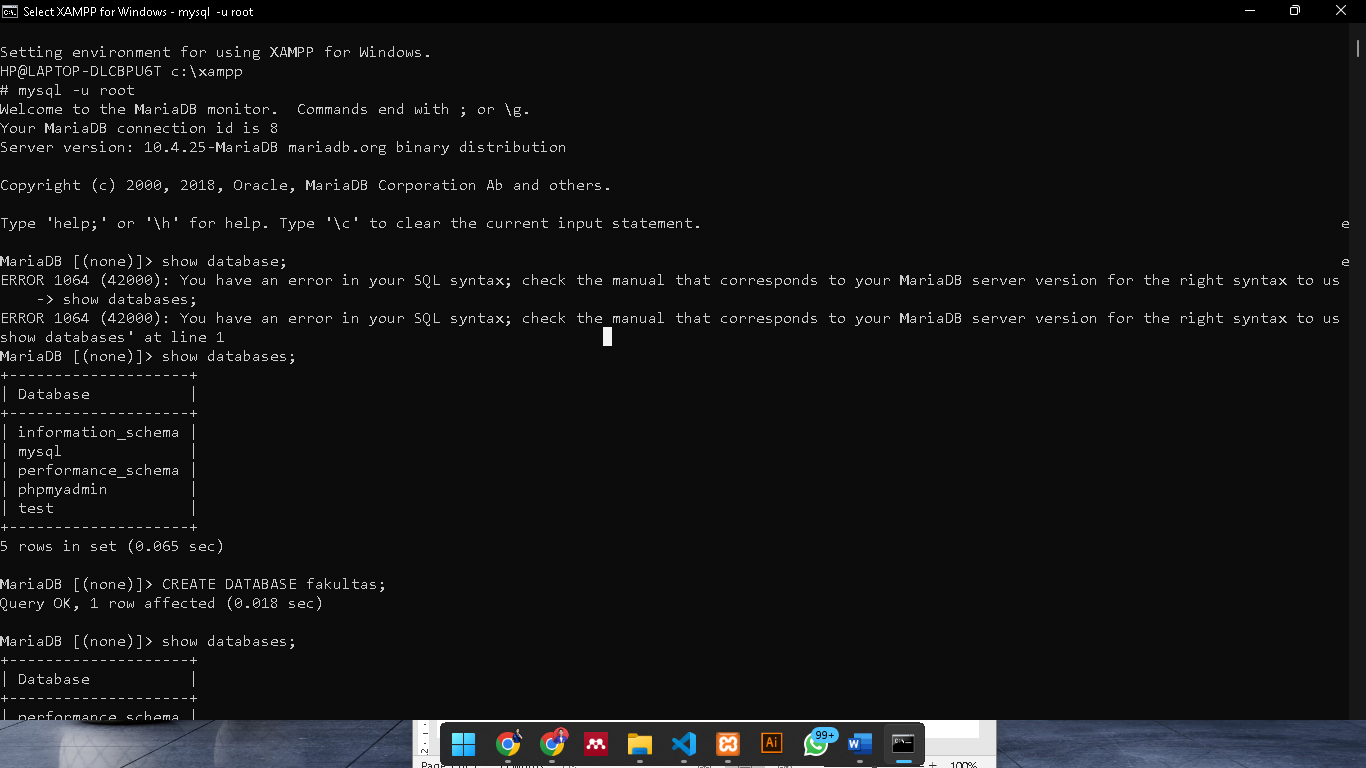 Select XAMPP for Windows - mysql -u root
Setting environment for using XAMPP for Windows.
HP@LAPTOP-DLCBPU6T c:\xampp
# mysql -u root
Welcome to the MariaDB monitor.  Commands end with ; or \g.
Your MariaDB connection id is 8
Server version: 10.4.25-MariaDB mariadb.org binary distribution
Copyright (c) 2000, 2018, Oracle, MariaDB Corporation Ab and others.
Type 'help;' or '\h' for help. Type '\c' to clear the current input statement. e
MariaDB [(none)]> show database; e
ERROR 1064 (42000): You have an error in your SQL syntax; check the manual that corresponds to your MariaDB server version for the right syntax to us
    -> show databases;
ERROR 1064 (42000): You have an error in your SQL syntax; check the manual that corresponds to your MariaDB server version for the right syntax to us
show databases' at line 1
MariaDB [(none)]> show databases;
+--------------------+
| Database           |
+--------------------+
| information_schema |
| mysql              |
| performance_schema |
| phpmyadmin         |
| test               |
+--------------------+
5 rows in set (0.065 sec)
MariaDB [(none)]> CREATE DATABASE fakultas;
Query OK, 1 row affected (0.018 sec)
MariaDB [(none)]> show databases;
+--------------------+
| Database           |
+--------------------+
| performance_schema |
99+
Ai
W
100%